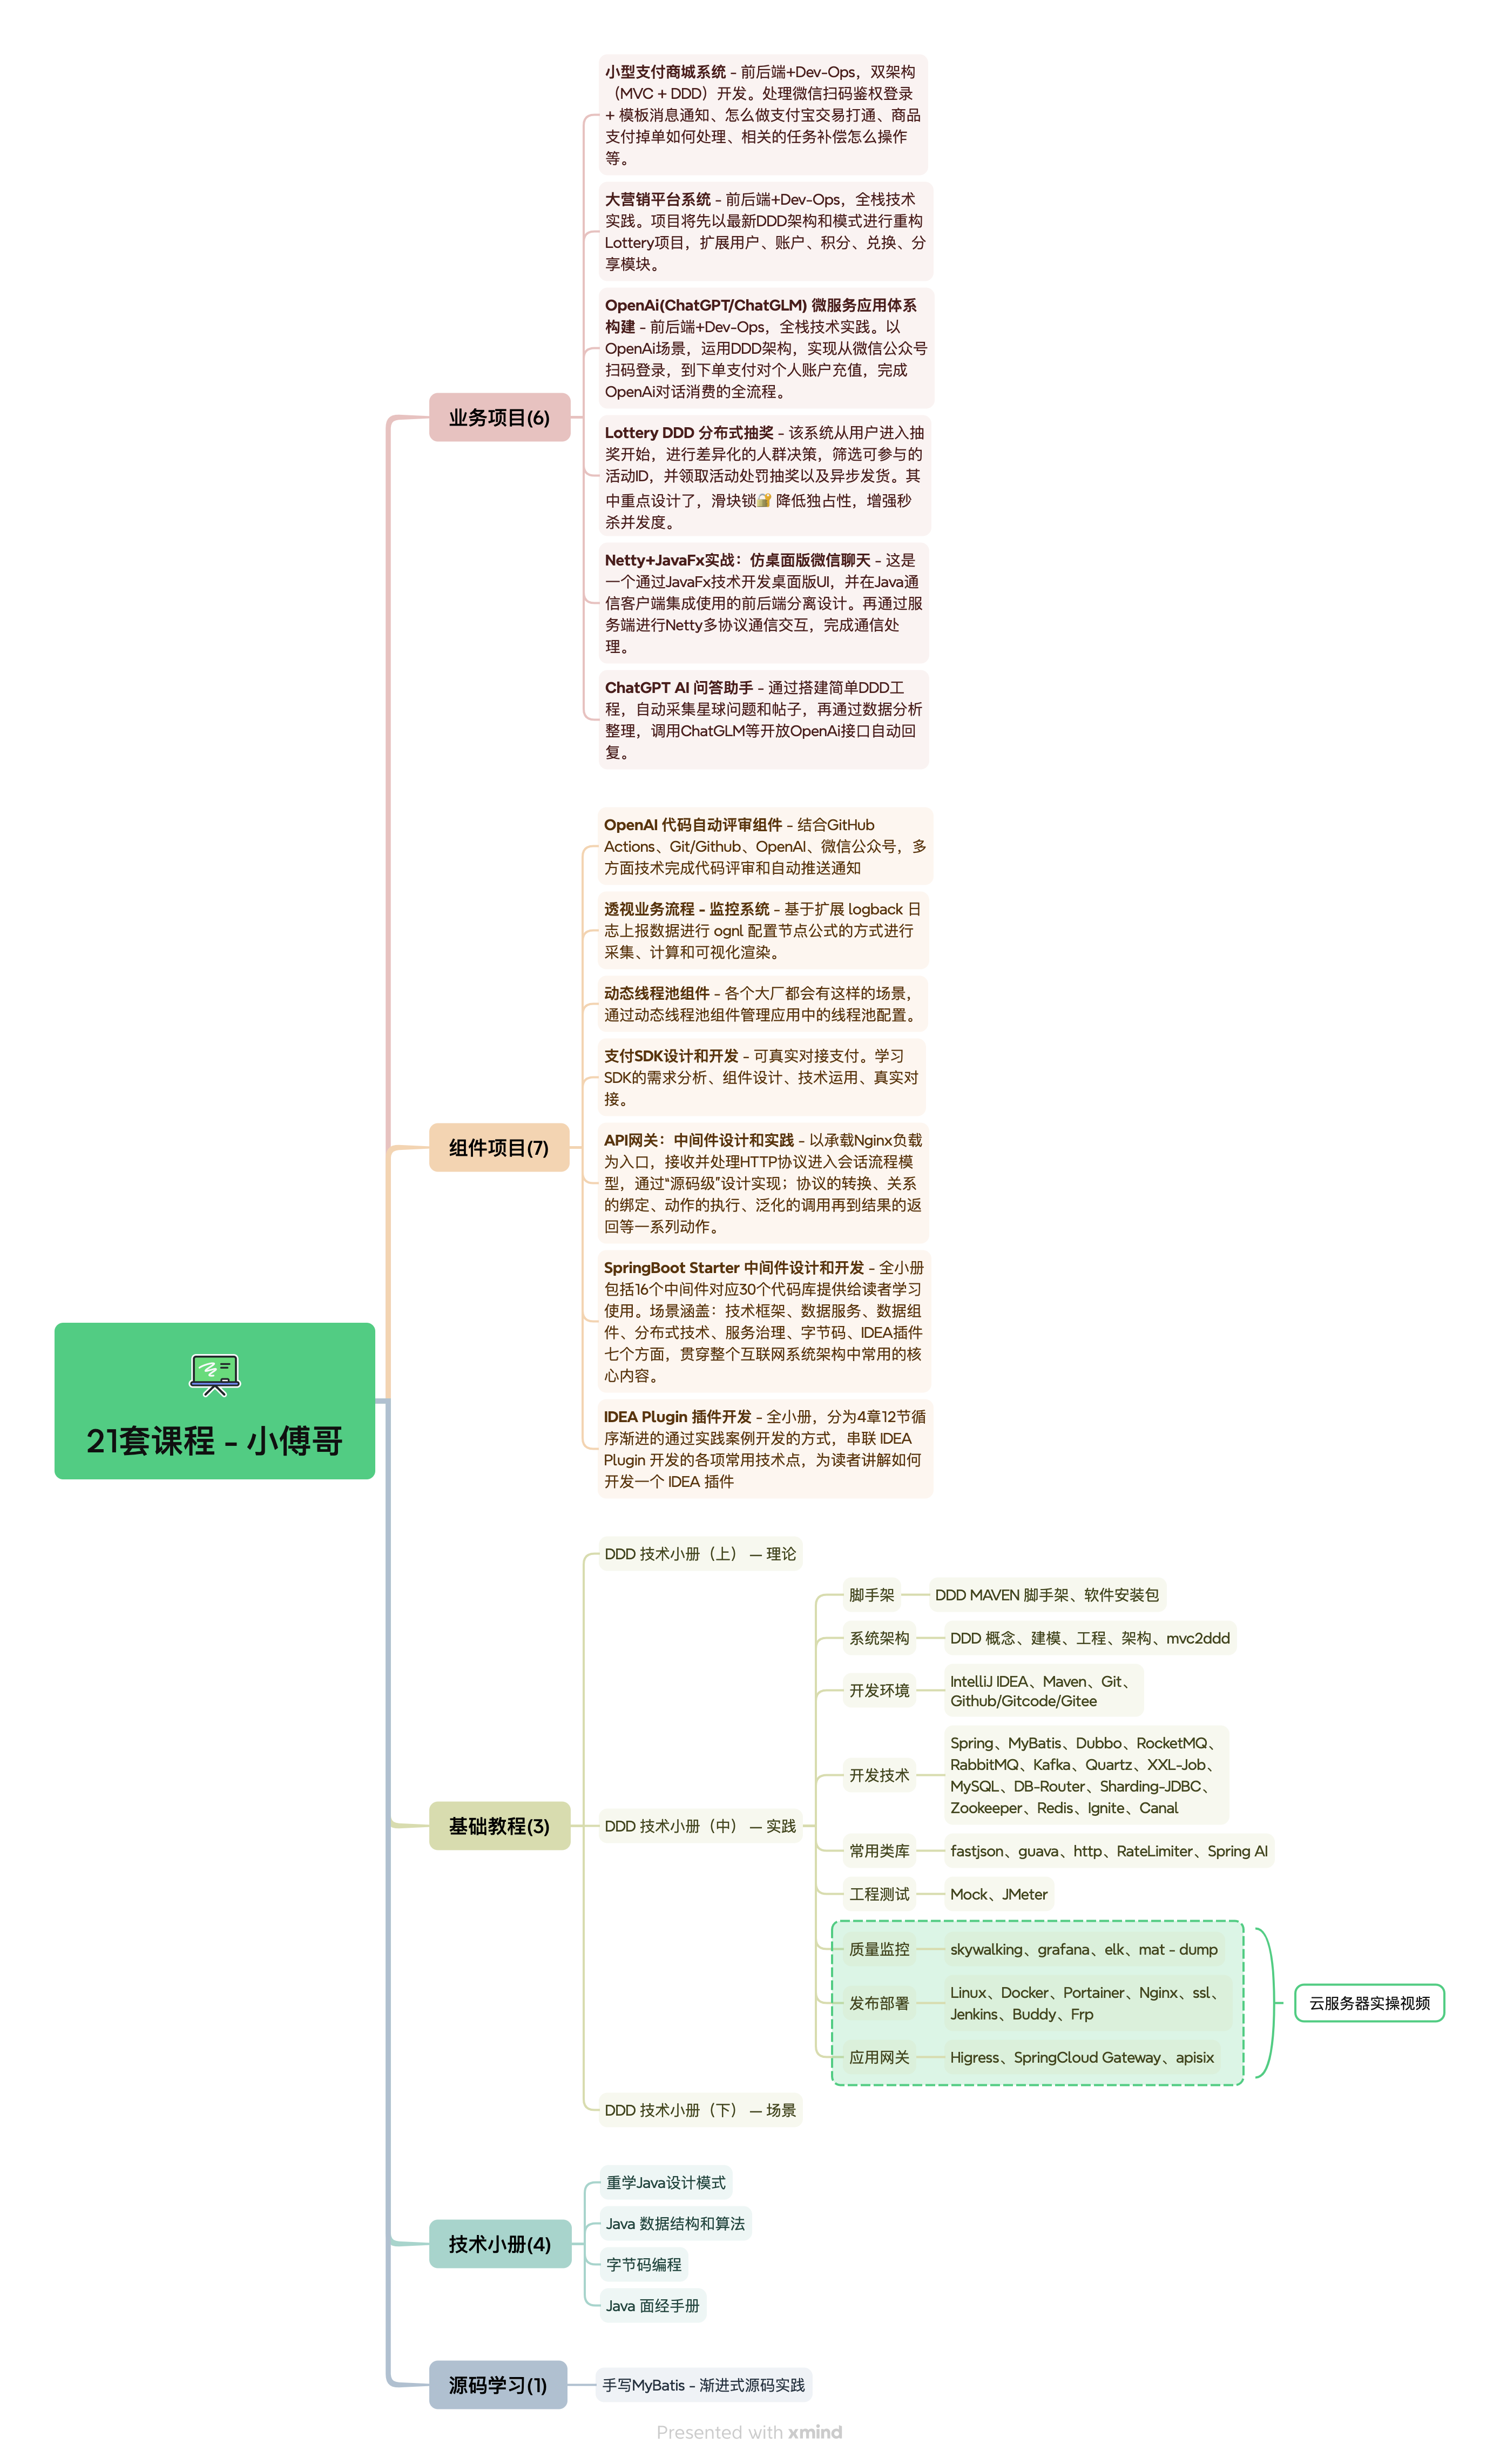 小型支付商城系统 - 前后端+Dev-Ops，双架构
（MVC + DDD）开发。处理微信扫码鉴权登录
+ 模板消息通知、怎么做支付宝交易打通、商品
支付掉单如何处理、相关的任务补偿怎么操作
等。
大营销平台系统 - 前后端+Dev-Ops，全栈技术
实践。项目将先以最新DDD架构和模式进行重构
Lottery项目，扩展用户、账户、积分、兑换、分
享模块。
OpenAi(ChatGPT/ChatGLM) 微服务应用体系
构建 - 前后端+Dev-Ops，全栈技术实践。以
OpenAi场景，运用DDD架构，实现从微信公众号
扫码登录，到下单支付对个人账户充值，完成
OpenAi对话消费的全流程。
业务项目(6)
Lottery DDD 分布式抽奖 - 该系统从用户进入抽
奖开始，进行差异化的人群决策，筛选可参与的
活动ID，并领取活动处罚抽奖以及异步发货。其
中重点设计了，滑块锁🔐 降低独占性，增强秒
杀并发度。
Netty+JavaFx实战：仿桌面版微信聊天 - 这是
一个通过JavaFx技术开发桌面版UI，并在Java通
信客户端集成使用的前后端分离设计。再通过服
务端进行Netty多协议通信交互，完成通信处
理。
ChatGPT AI 问答助手 - 通过搭建简单DDD工
程，自动采集星球问题和帖子，再通过数据分析
整理，调用ChatGLM等开放OpenAi接口自动回
复。
OpenAI 代码自动评审组件 - 结合GitHub
Actions、Git/Github、OpenAI、微信公众号，多
方面技术完成代码评审和自动推送通知
透视业务流程 - 监控系统 - 基于扩展 logback 日
志上报数据进行 ognl 配置节点公式的方式进行
采集、计算和可视化渲染。
动态线程池组件 - 各个大厂都会有这样的场景，
通过动态线程池组件管理应用中的线程池配置。
支付SDK设计和开发 - 可真实对接支付。学习
SDK的需求分析、组件设计、技术运用、真实对
接。
组件项目(7)
API网关：中间件设计和实践 - 以承载Nginx负载
为入口，接收并处理HTTP协议进入会话流程模
型，通过“源码级”设计实现；协议的转换、关系
的绑定、动作的执行、泛化的调用再到结果的返
回等一系列动作。
SpringBoot Starter 中间件设计和开发 - 全小册
包括16个中间件对应30个代码库提供给读者学习
使用。场景涵盖：技术框架、数据服务、数据组
件、分布式技术、服务治理、字节码、IDEA插件
七个方面，贯穿整个互联网系统架构中常用的核
心内容。
IDEA Plugin 插件开发 - 全小册，分为4章12节循
序渐进的通过实践案例开发的方式，串联 IDEA
Plugin 开发的各项常用技术点，为读者讲解如何
开发一个 IDEA 插件
21套课程 - 小傅哥
DDD 技术小册（上） — 理论
脚手架
DDD MAVEN 脚手架、软件安装包
系统架构
DDD 概念、建模、工程、架构、mvc2ddd
开发环境
IntelliJ IDEA、Maven、Git、
Github/Gitcode/Gitee
开发技术
Spring、MyBatis、Dubbo、RocketMQ、
RabbitMQ、Kafka、Quartz、XXL-Job、
MySQL、DB-Router、Sharding-JDBC、
Zookeeper、Redis、Ignite、Canal
基础教程(3)
DDD 技术小册（中） — 实践
常用类库
fastjson、guava、http、RateLimiter、Spring AI
工程测试
Mock、JMeter
质量监控
skywalking、grafana、elk、mat - dump
发布部署
Linux、Docker、Portainer、Nginx、ssl、
Jenkins、Buddy、Frp
云服务器实操视频
应用网关
Higress、SpringCloud Gateway、apisix
DDD 技术小册（下） — 场景
重学Java设计模式
Java 数据结构和算法
技术小册(4)
字节码编程
Java 面经手册
源码学习(1)
手写MyBatis - 渐进式源码实践
Presented with xmind